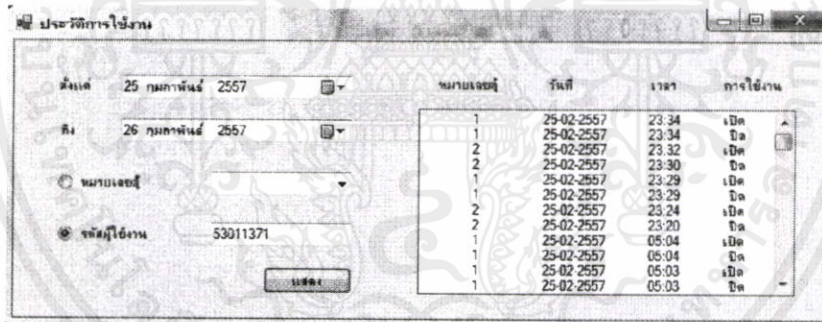 ประวัติการใช้งาน
ตั้งแต่ 25 กุมภาพันธ์ 2557
ถึง 26 กุมภาพันธ์ 2557
หมายเลขตู้
รหัสผู้ใช้งาน 53011371
แสดง
หมายเลขตู้ วันที่ เวลา การใช้งาน
1 25-02-2557 23:34 เปิด
1 25-02-2557 23:34 ปิด
2 25-02-2557 23:32 เปิด
2 25-02-2557 23:30 ปิด
1 25-02-2557 23:29 เปิด
1 25-02-2557 23:29 ปิด
2 25-02-2557 23:24 เปิด
2 25-02-2557 23:20 ปิด
1 25-02-2557 05:04 เปิด
1 25-02-2557 05:04 ปิด
1 25-02-2557 05:03 เปิด
1 25-02-2557 05:03 ปิด